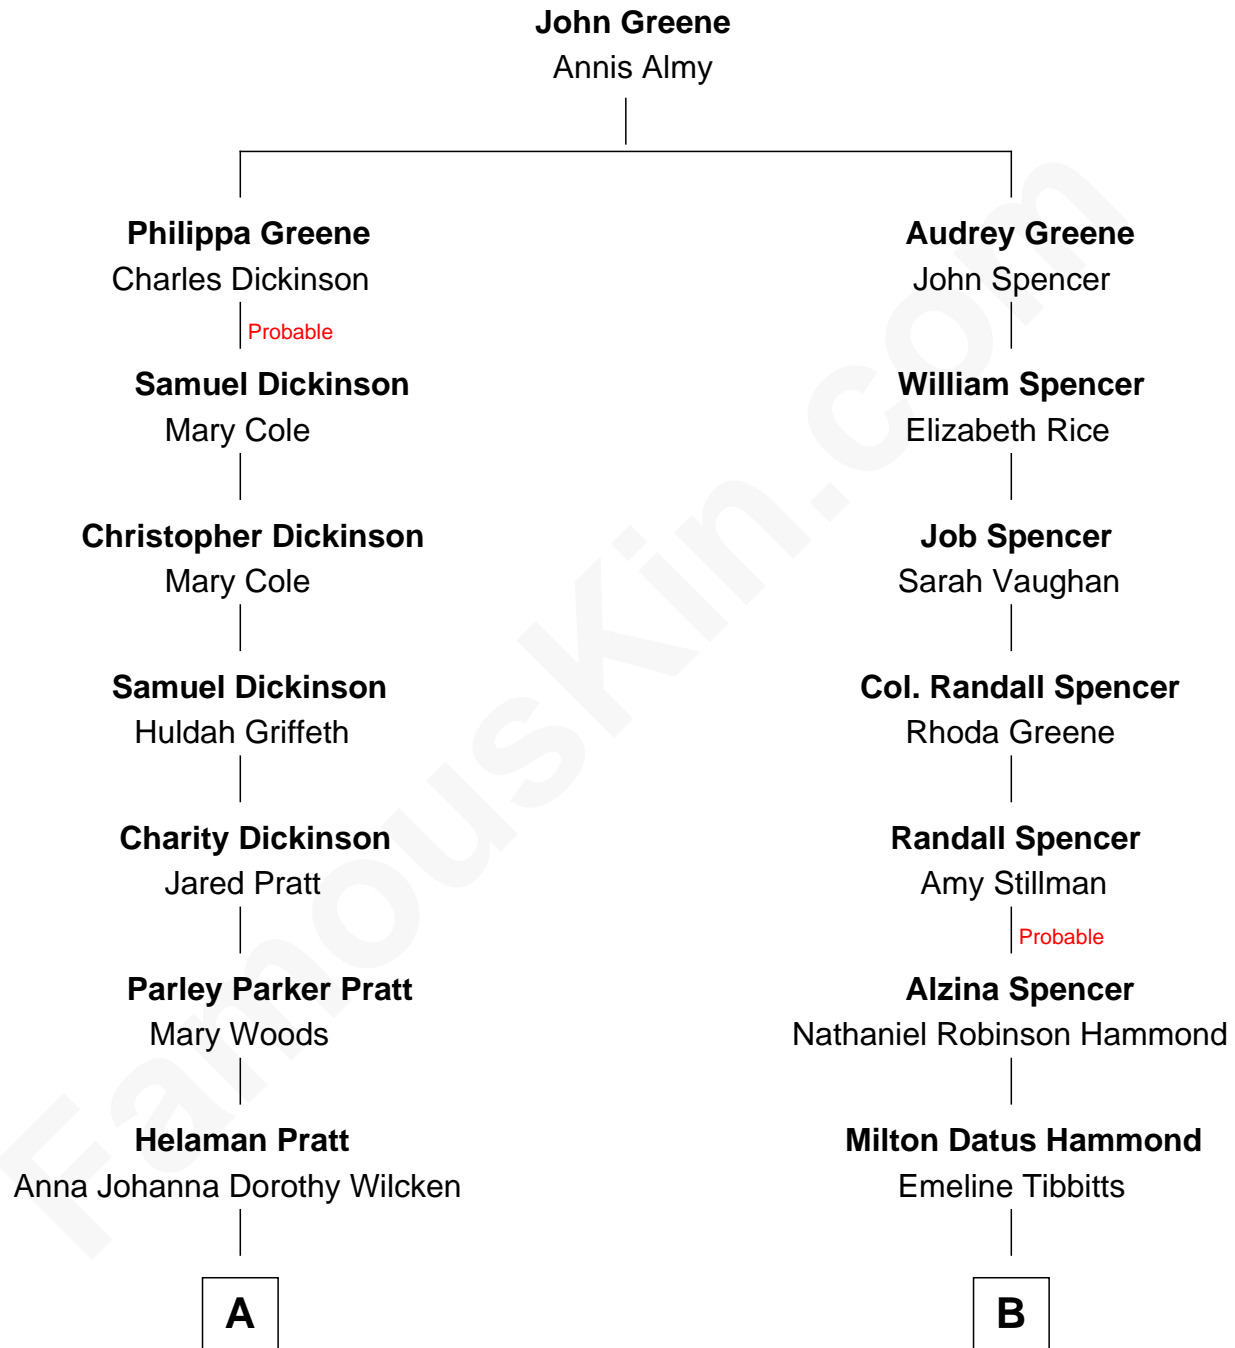 John Greene
Annis Almy
Philippa Greene
Charles Dickinson
Probable
Samuel Dickinson
Mary Cole
Christopher Dickinson
Mary Cole
Samuel Dickinson
Huldah Griffeth
Charity Dickinson
Jared Pratt
Parley Parker Pratt
Mary Woods
Helaman Pratt
Anna Johanna Dorothy Wilcken
A
Audrey Greene
John Spencer
William Spencer
Elizabeth Rice
Job Spencer
Sarah Vaughan
Col. Randall Spencer
Rhoda Greene
Randall Spencer
Amy Stillman
Probable
Alzina Spencer
Nathaniel Robinson Hammond
Milton Datus Hammond
Emeline Tibbitts
B
FamousKin.com